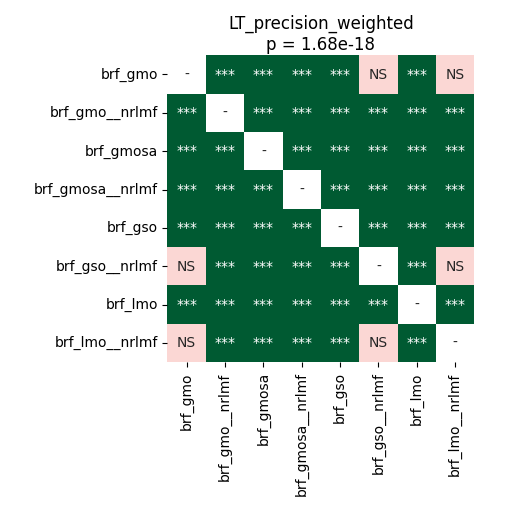 LT_precision_weighted
p = 1.68e-18
brf_gmo - *** *** *** *** NS *** NS
brf_gmo__nrlmf *** - *** *** *** *** *** ***
brf_gmosa *** *** - *** *** *** *** ***
brf_gmosa__nrlmf *** *** *** - *** *** *** ***
brf_gso *** *** *** *** - *** *** ***
brf_gso__nrlmf NS *** *** *** *** - *** NS
brf_lmo *** *** *** *** *** *** - ***
brf_lmo__nrlmf NS *** *** *** *** NS *** -
brf_gmo
brf_gmo__nrlmf
brf_gmosa
brf_gmosa__nrlmf
brf_gso
brf_gso__nrlmf
brf_lmo
brf_lmo__nrlmf